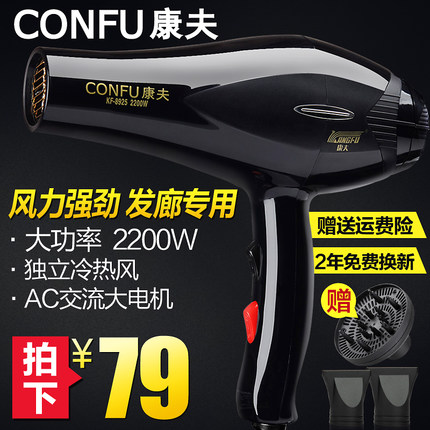 CONFU康夫
CONFU康夫
KF-8925 2200W
KANGFU
康夫
风力强劲 发廊专用
· 大功率 2200W
· 独立冷热风
· AC交流大电机
赠送运费险
2年免费换新
赠
拍下
¥79